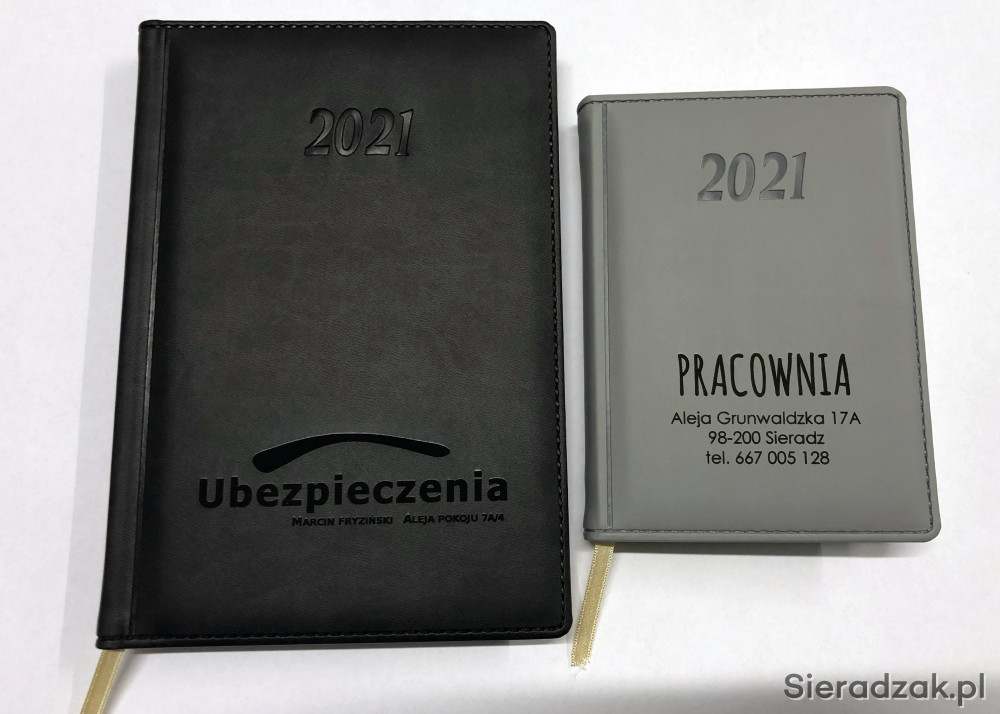 2021
Ubezpieczenia
MARCIN FRYZIŃSKI ALEJA POKOJU 7A/4
2021
PRACOWNIA
Aleja Grunwaldzka 17A
98-200 Sieradz
tel. 667 005 128
Sieradzak.pl